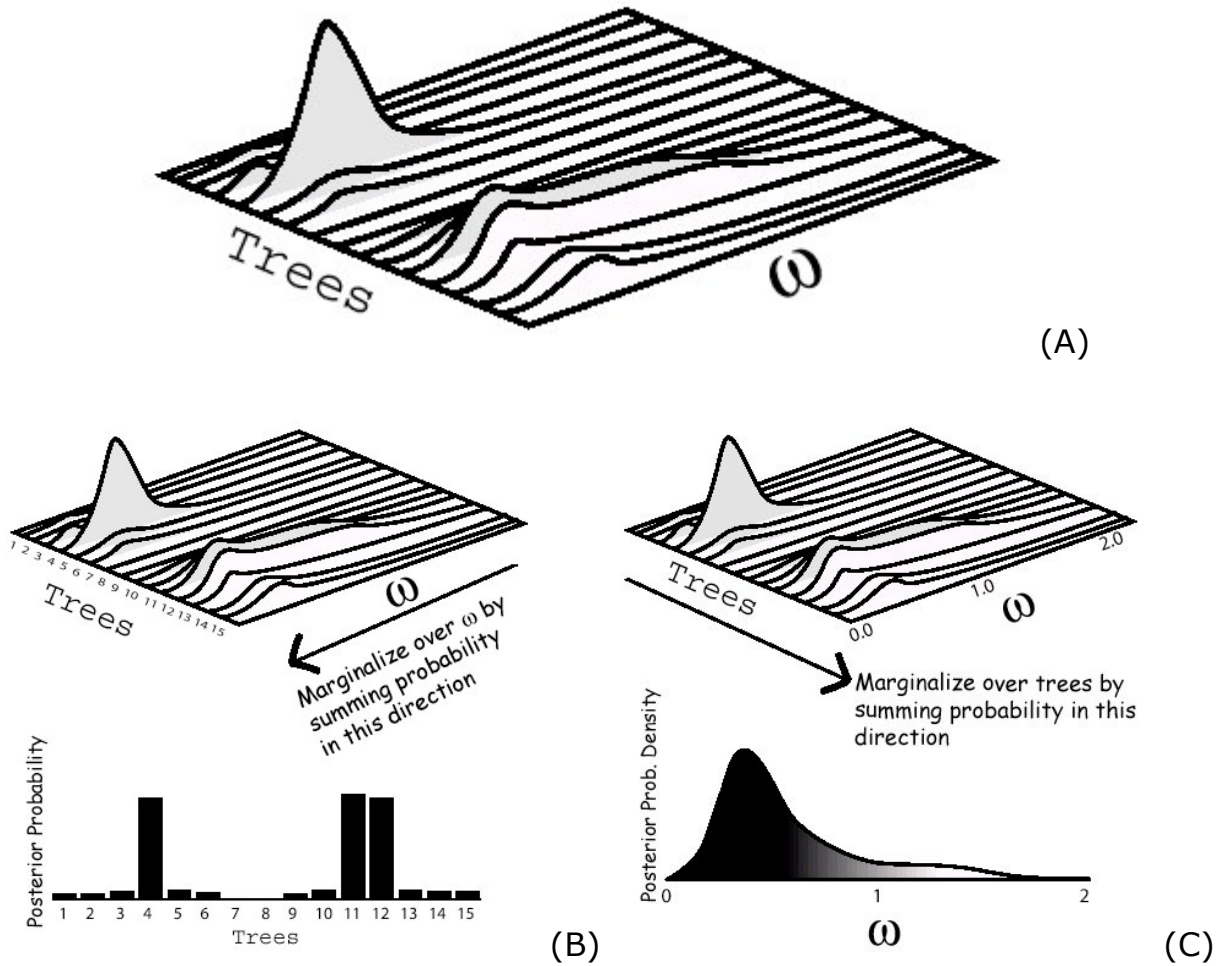 Trees
ω
(A)
1 2 3 4 5 6 7 8 9 10 11 12 13 14 15
Trees
ω
Marginalize over ω by
summing probability
in this direction
Posterior Probability
1 2 3 4 5 6 7 8 9 10 11 12 13 14 15
Trees
(B)
Trees
0.0
1.0
2.0
ω
Marginalize over trees by
summing probability in this
direction
Posterior Prob. Density
0 1 2
ω
(C)